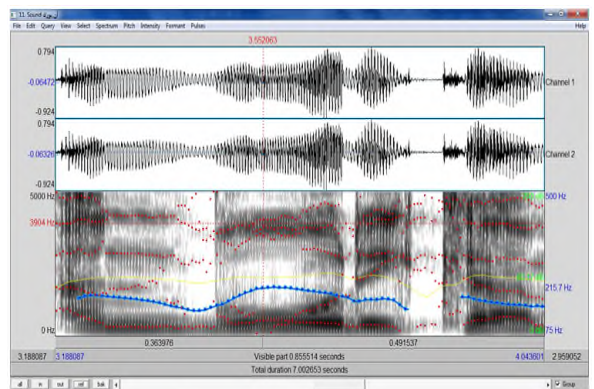 File Edit Query View Select Spectrum Pitch Intensity Formant Pulses Help
3.552063
0.794
-0.06472
Channel 1
-0.924
0.794
-0.06326
Channel 2
-0.924
5000 Hz
500 Hz
3904 Hz
215.7 Hz
0 Hz
75 Hz
0.363976 0.491537
3.188087 3.188087 Visible part 0.855514 seconds 4.043601 2.959052
Total duration 7.002653 seconds
all in out sel bak Group